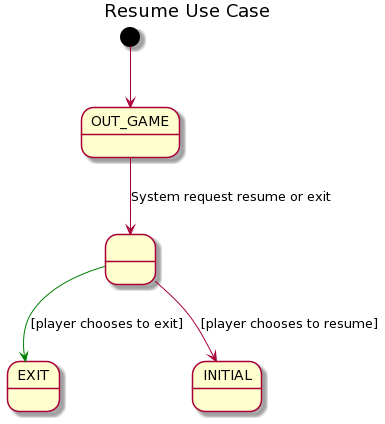 Resume Use Case
OUT_GAME
System request resume or exit
[player chooses to exit]
[player chooses to resume]
EXIT
INITIAL